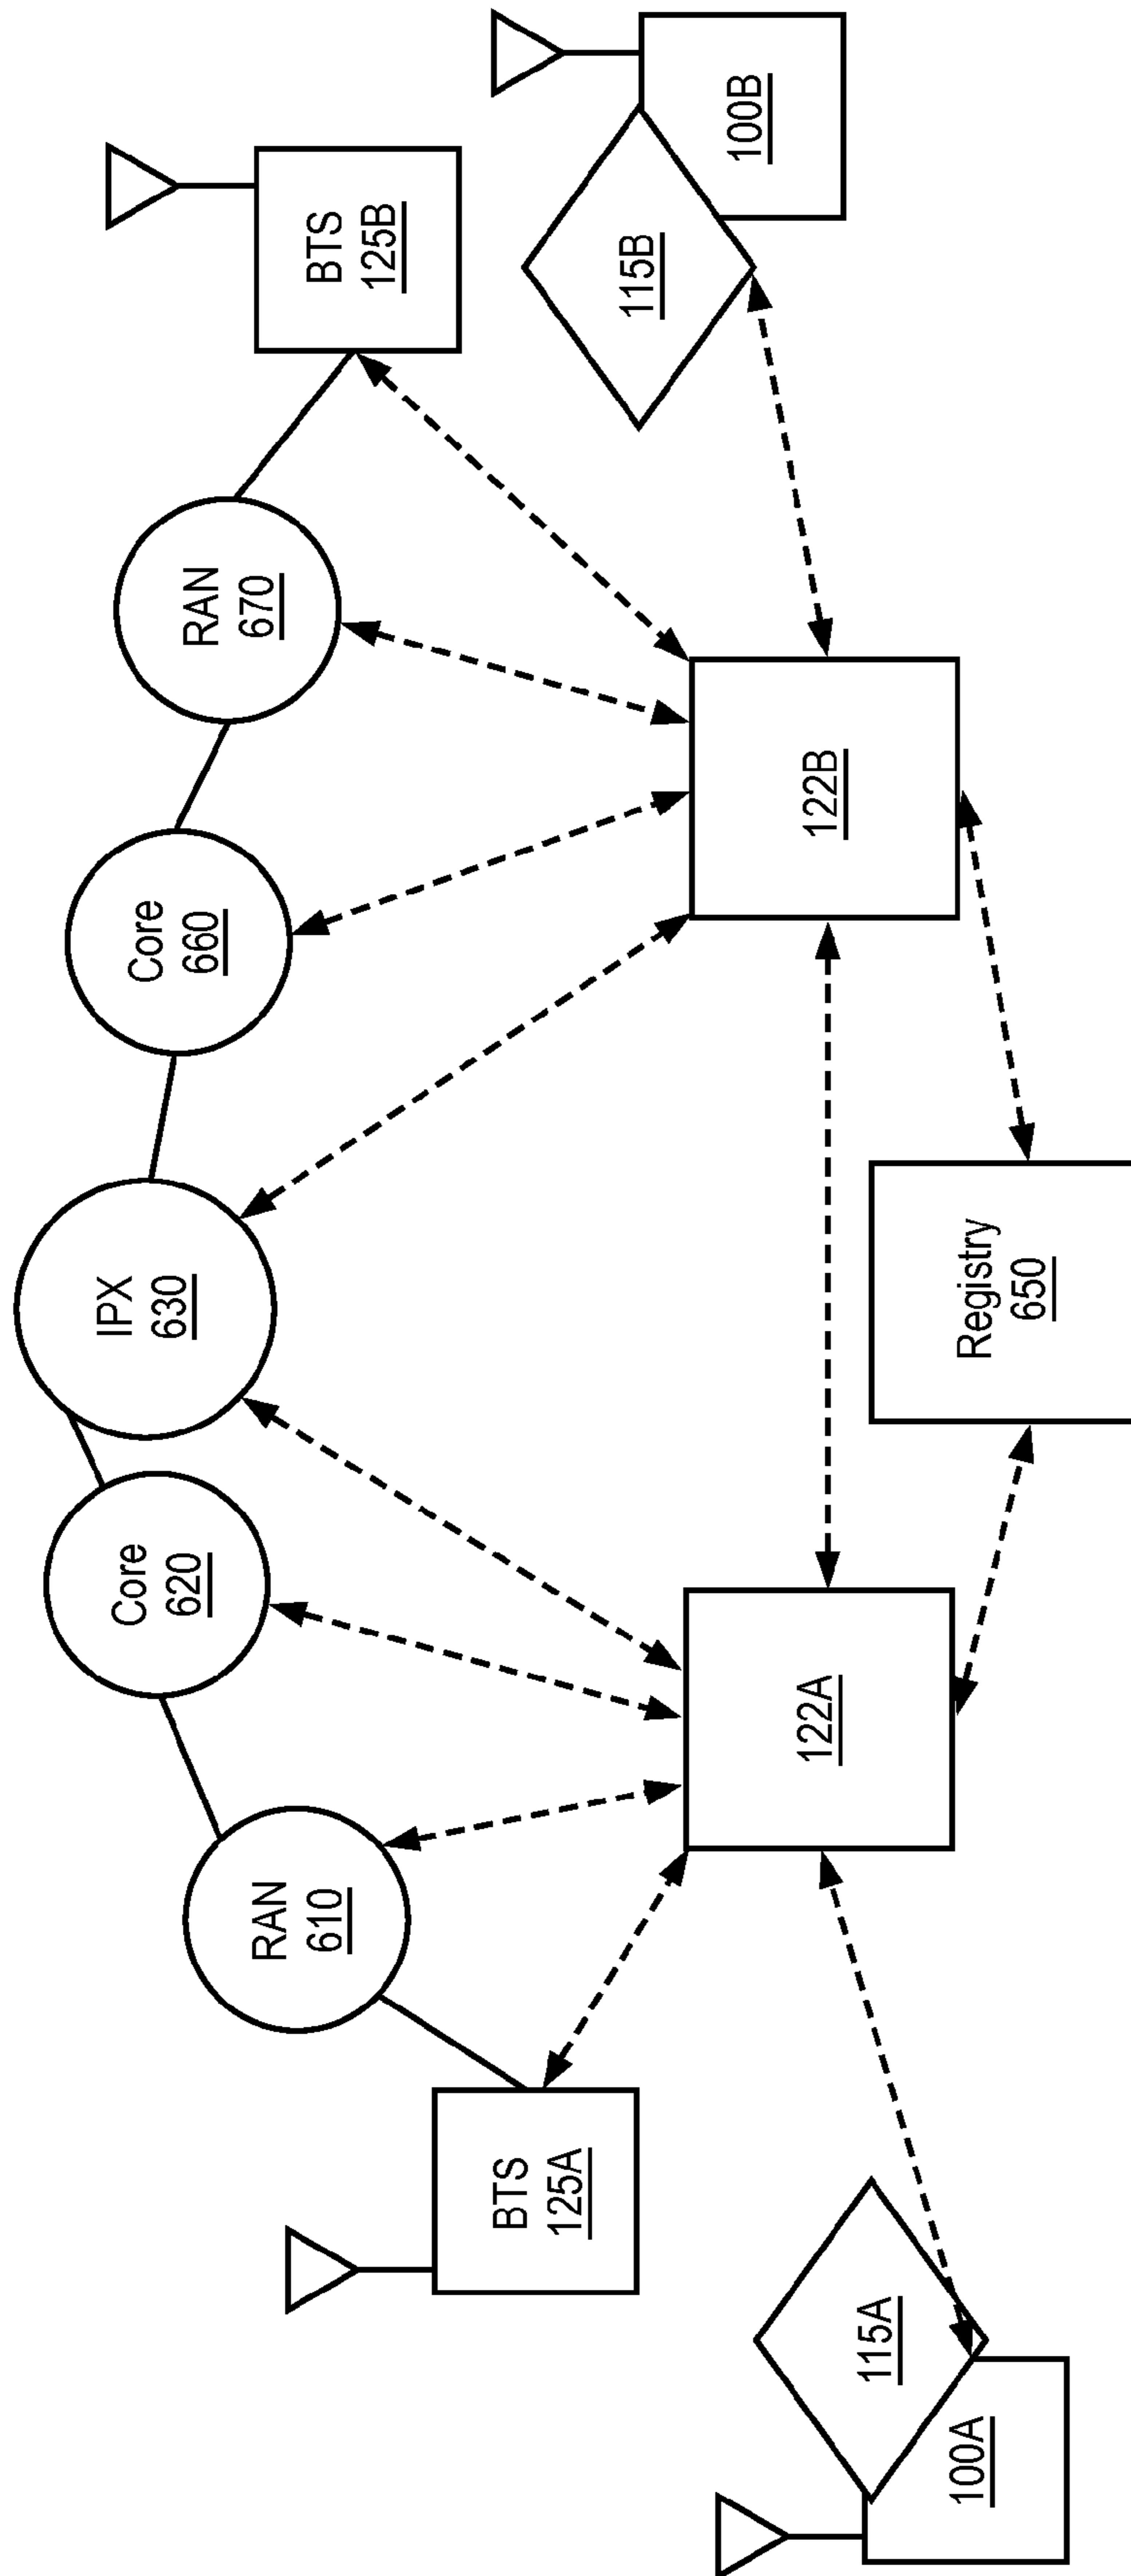 IPX
630
Core
620
Core
660
RAN
610
RAN
670
BTS
125A
BTS
125B
115A
100A
115B
100B
122A
122B
Registry
650